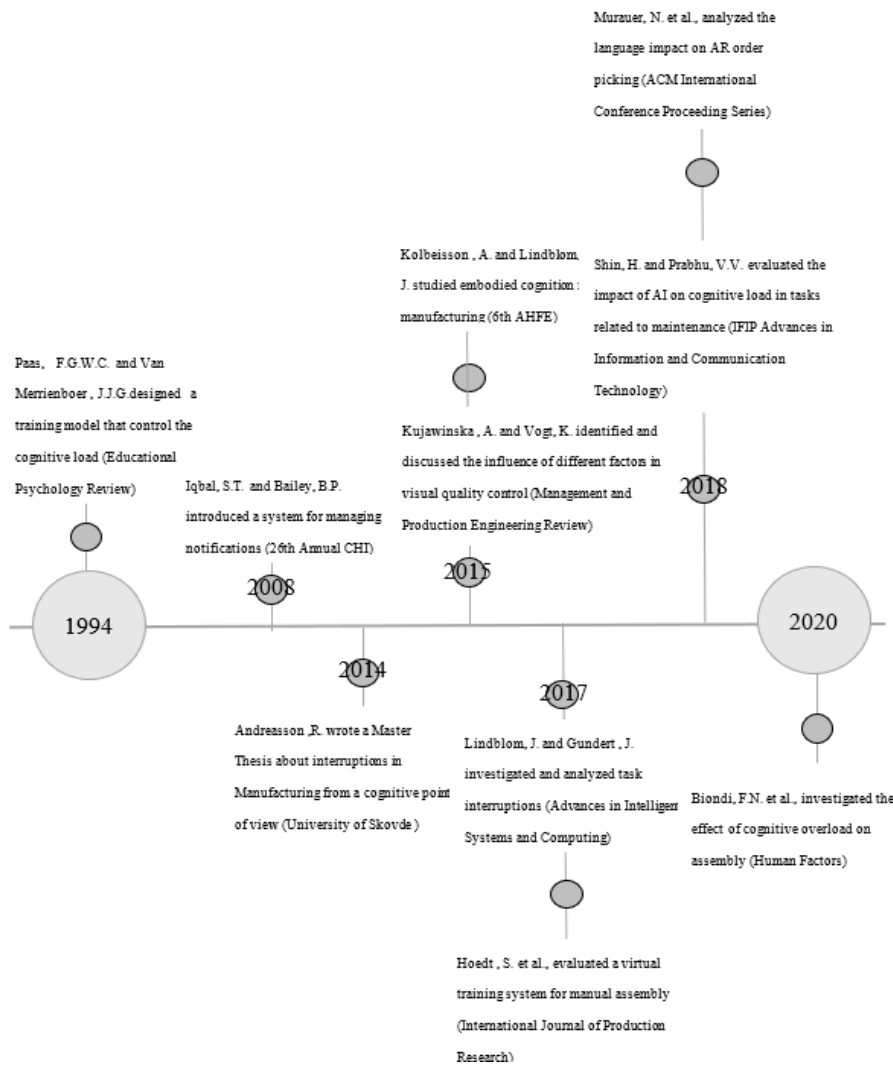 Murauer, N. et al., analyzed the
language impact on AR order
picking (ACM International
Conference Proceeding Series)
Kolbeisson , A. and Lindblom,
J. studied embodied cognition :
manufacturing (6th AHFE)
Shin, H. and Prabhu, V.V. evaluated the
impact of AI on cognitive load in tasks
related to maintenance (IFIP Advances in
Information and Communication
Technology)
Paas, F.G.W.C. and Van
Merrienboer , J.J.G.designed a
training model that control the
cognitive load (Educational
Psychology Review)
Kujawinska , A. and Vogt, K. identified and
discussed the influence of different factors in
visual quality control (Management and
Production Engineering Review)
Iqbal, S.T. and Bailey, B.P.
introduced a system for managing
notifications (26th Annual CHI)
2018
2015
2008
1994
2020
2014
2017
Andreasson ,R. wrote a Master
Thesis about interruptions in
Manufacturing from a cognitive point
of view (University of Skovde )
Lindblom, J. and Gundert , J.
investigated and analyzed task
interruptions (Advances in Intelligen
Systems and Computing)
Biondi, F.N. et al., investigated the
effect of cognitive overload on
assembly (Human Factors)
Hoedt , S. et al., evaluated a virtual
training system for manual assembly
(International Journal of Production
Research)